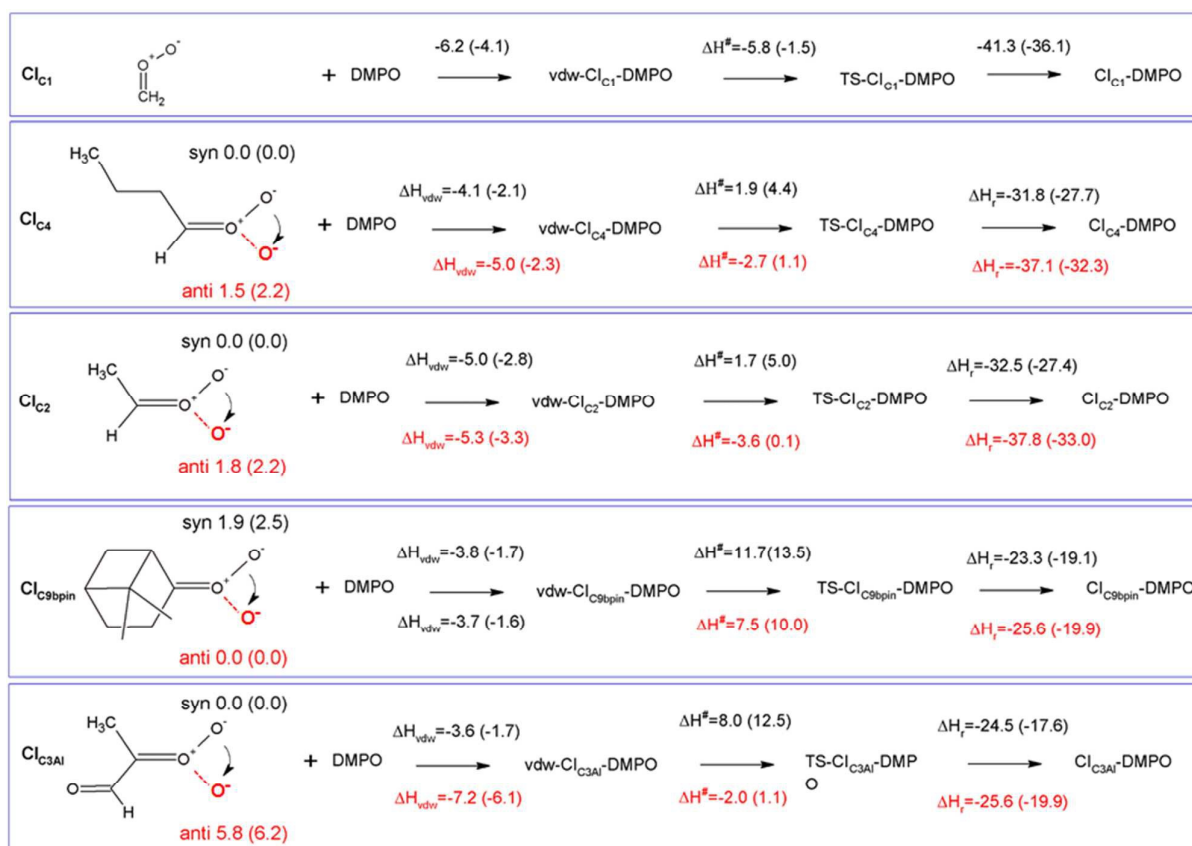 -6.2 (-4.1)
ΔH#=-5.8 (-1.5)
-41.3 (-36.1)
CI_C1
O+ O-
CH2
+ DMPO
vdw-CI_C1-DMPO
TS-CI_C1-DMPO
CI_C1-DMPO
syn 0.0 (0.0)
H3C
O-
ΔH_vdw=-4.1 (-2.1)
ΔH#=1.9 (4.4)
ΔH_r=-31.8 (-27.7)
CI_C4
O+
H
O-
+ DMPO
vdw-CI_C4-DMPO
TS-CI_C4-DMPO
CI_C4-DMPO
ΔH_vdw=-5.0 (-2.3)
ΔH#=-2.7 (1.1)
ΔH_r-=-37.1 (-32.3)
anti 1.5 (2.2)
syn 0.0 (0.0)
H3C
O-
ΔH_vdw=-5.0 (-2.8)
ΔH#=1.7 (5.0)
ΔH_r=-32.5 (-27.4)
CI_C2
O+
H
O-
+ DMPO
vdw-CI_C2-DMPO
TS-CI_C2-DMPO
CI_C2-DMPO
ΔH_vdw=-5.3 (-3.3)
ΔH#=-3.6 (0.1)
ΔH_r=-37.8 (-33.0)
anti 1.8 (2.2)
syn 1.9 (2.5)
O-
ΔH_vdw=-3.8 (-1.7)
ΔH#=11.7(13.5)
ΔH_r=-23.3 (-19.1)
CI_C9bpin
O+
O-
+ DMPO
vdw-CI_C9bpin-DMPO
TS-CI_C9bpin-DMPO
CI_C9bpin-DMPO
ΔH_vdw=-3.7 (-1.6)
ΔH#=7.5 (10.0)
ΔH_r=-25.6 (-19.9)
anti 0.0 (0.0)
syn 0.0 (0.0)
H3C
O-
ΔH_vdw=-3.6 (-1.7)
ΔH#=8.0 (12.5)
ΔH_r=-24.5 (-17.6)
CI_C3Al
O+
O
H
O-
+ DMPO
vdw-CI_C3Al-DMPO
TS-CI_C3Al-DMP
O
CI_C3Al-DMPO
ΔH_vdw=-7.2 (-6.1)
ΔH#=-2.0 (1.1)
ΔH_r=-25.6 (-19.9)
anti 5.8 (6.2)